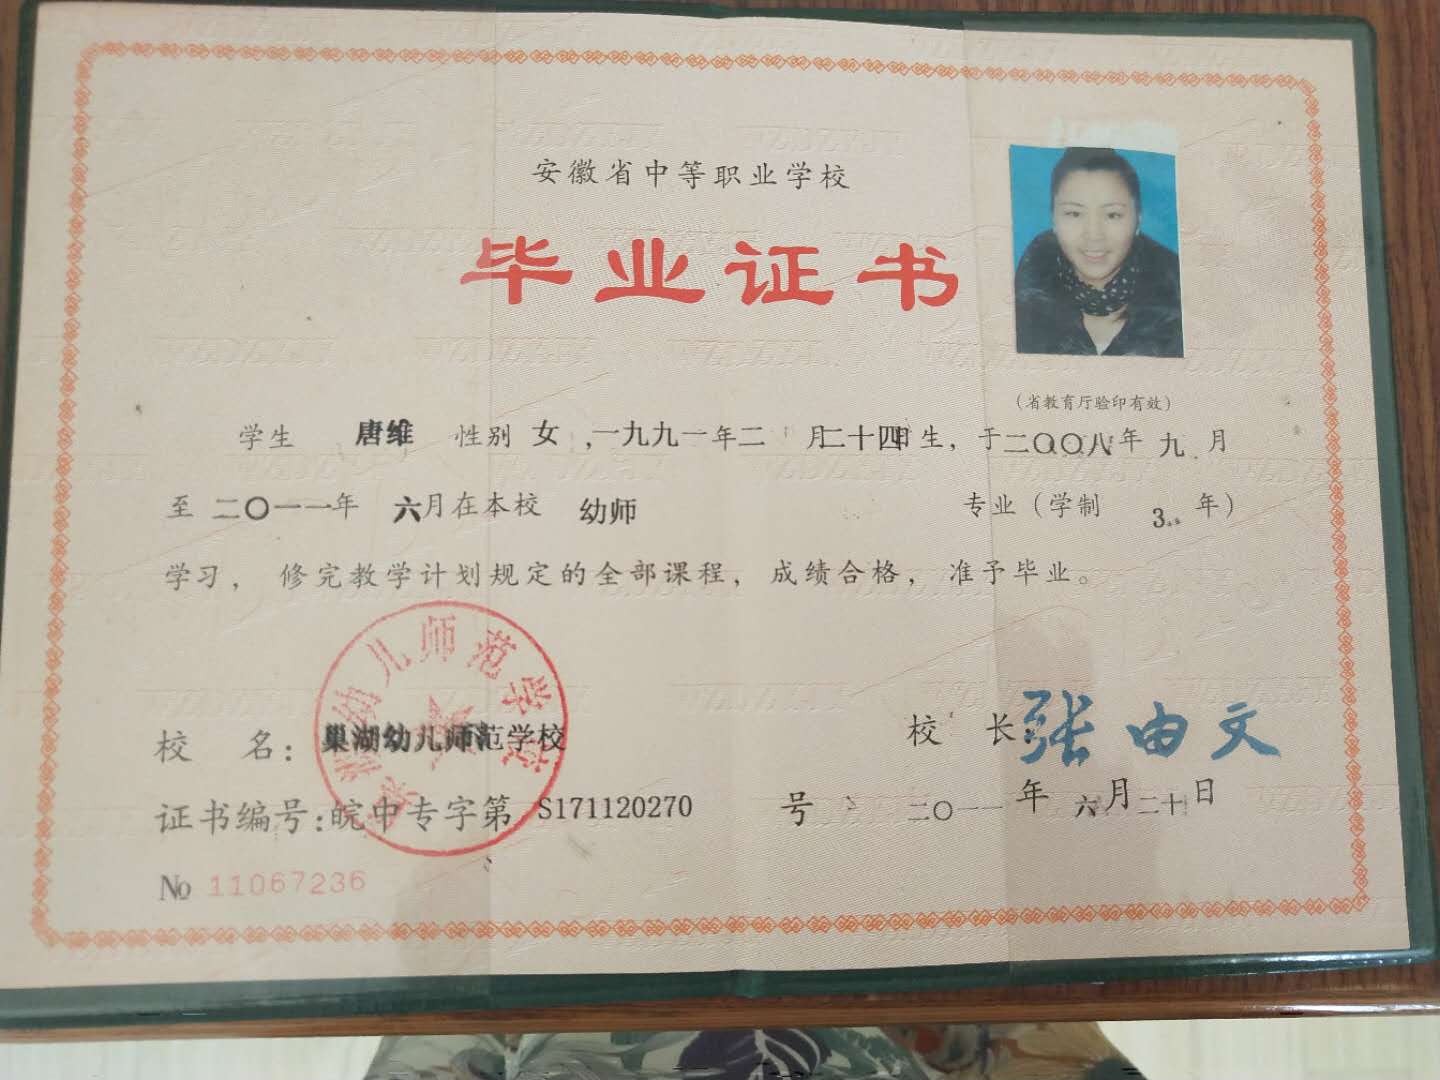 安徽省中等职业学校
毕业证书
（省教育厅验印有效）
学生 唐维 性别 女 ，一九九一年二 月二十四日生，于二〇〇八年 九 月
至 二〇一一年 六月在本校 幼师 专业（学制 3 年）
学习， 修完教学计划规定的全部课程， 成绩合格， 准予毕业。
巢湖幼儿师范学校
校 名：巢湖幼儿师范学校 校 长：张由文
证书编号：皖中专字第 S171120270 号 二〇一一 年 六 月二十日
№ 11067236